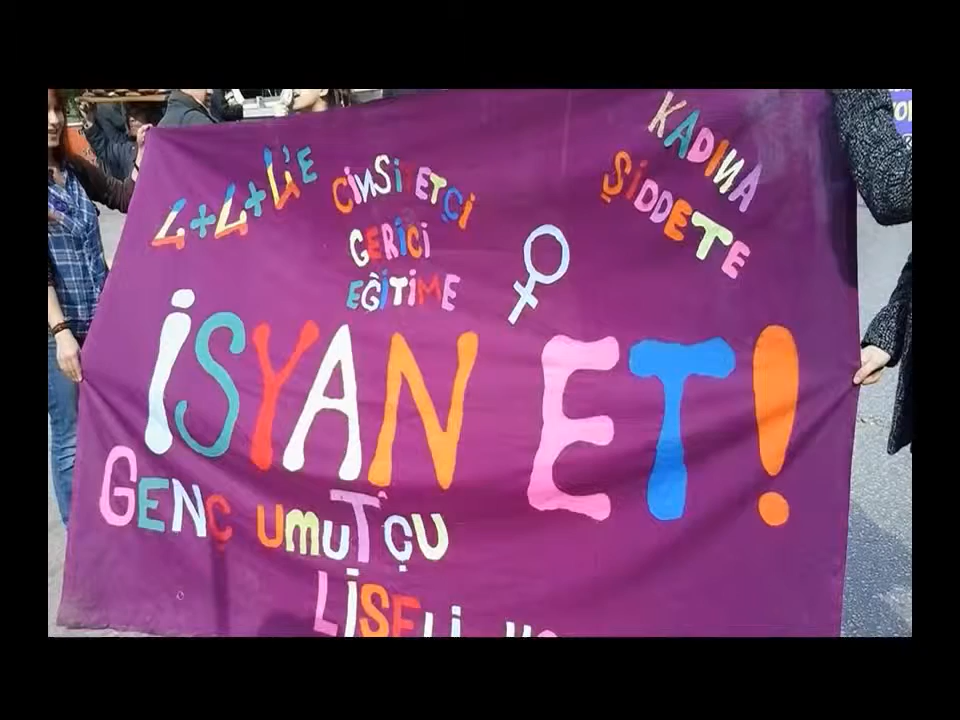 4+4+4'E
CİNSİYETÇİ
GERİCİ
EĞİTİME
KADINA
ŞİDDETE
İSYAN ET!
GENÇ UMUTÇU
LİSELİ